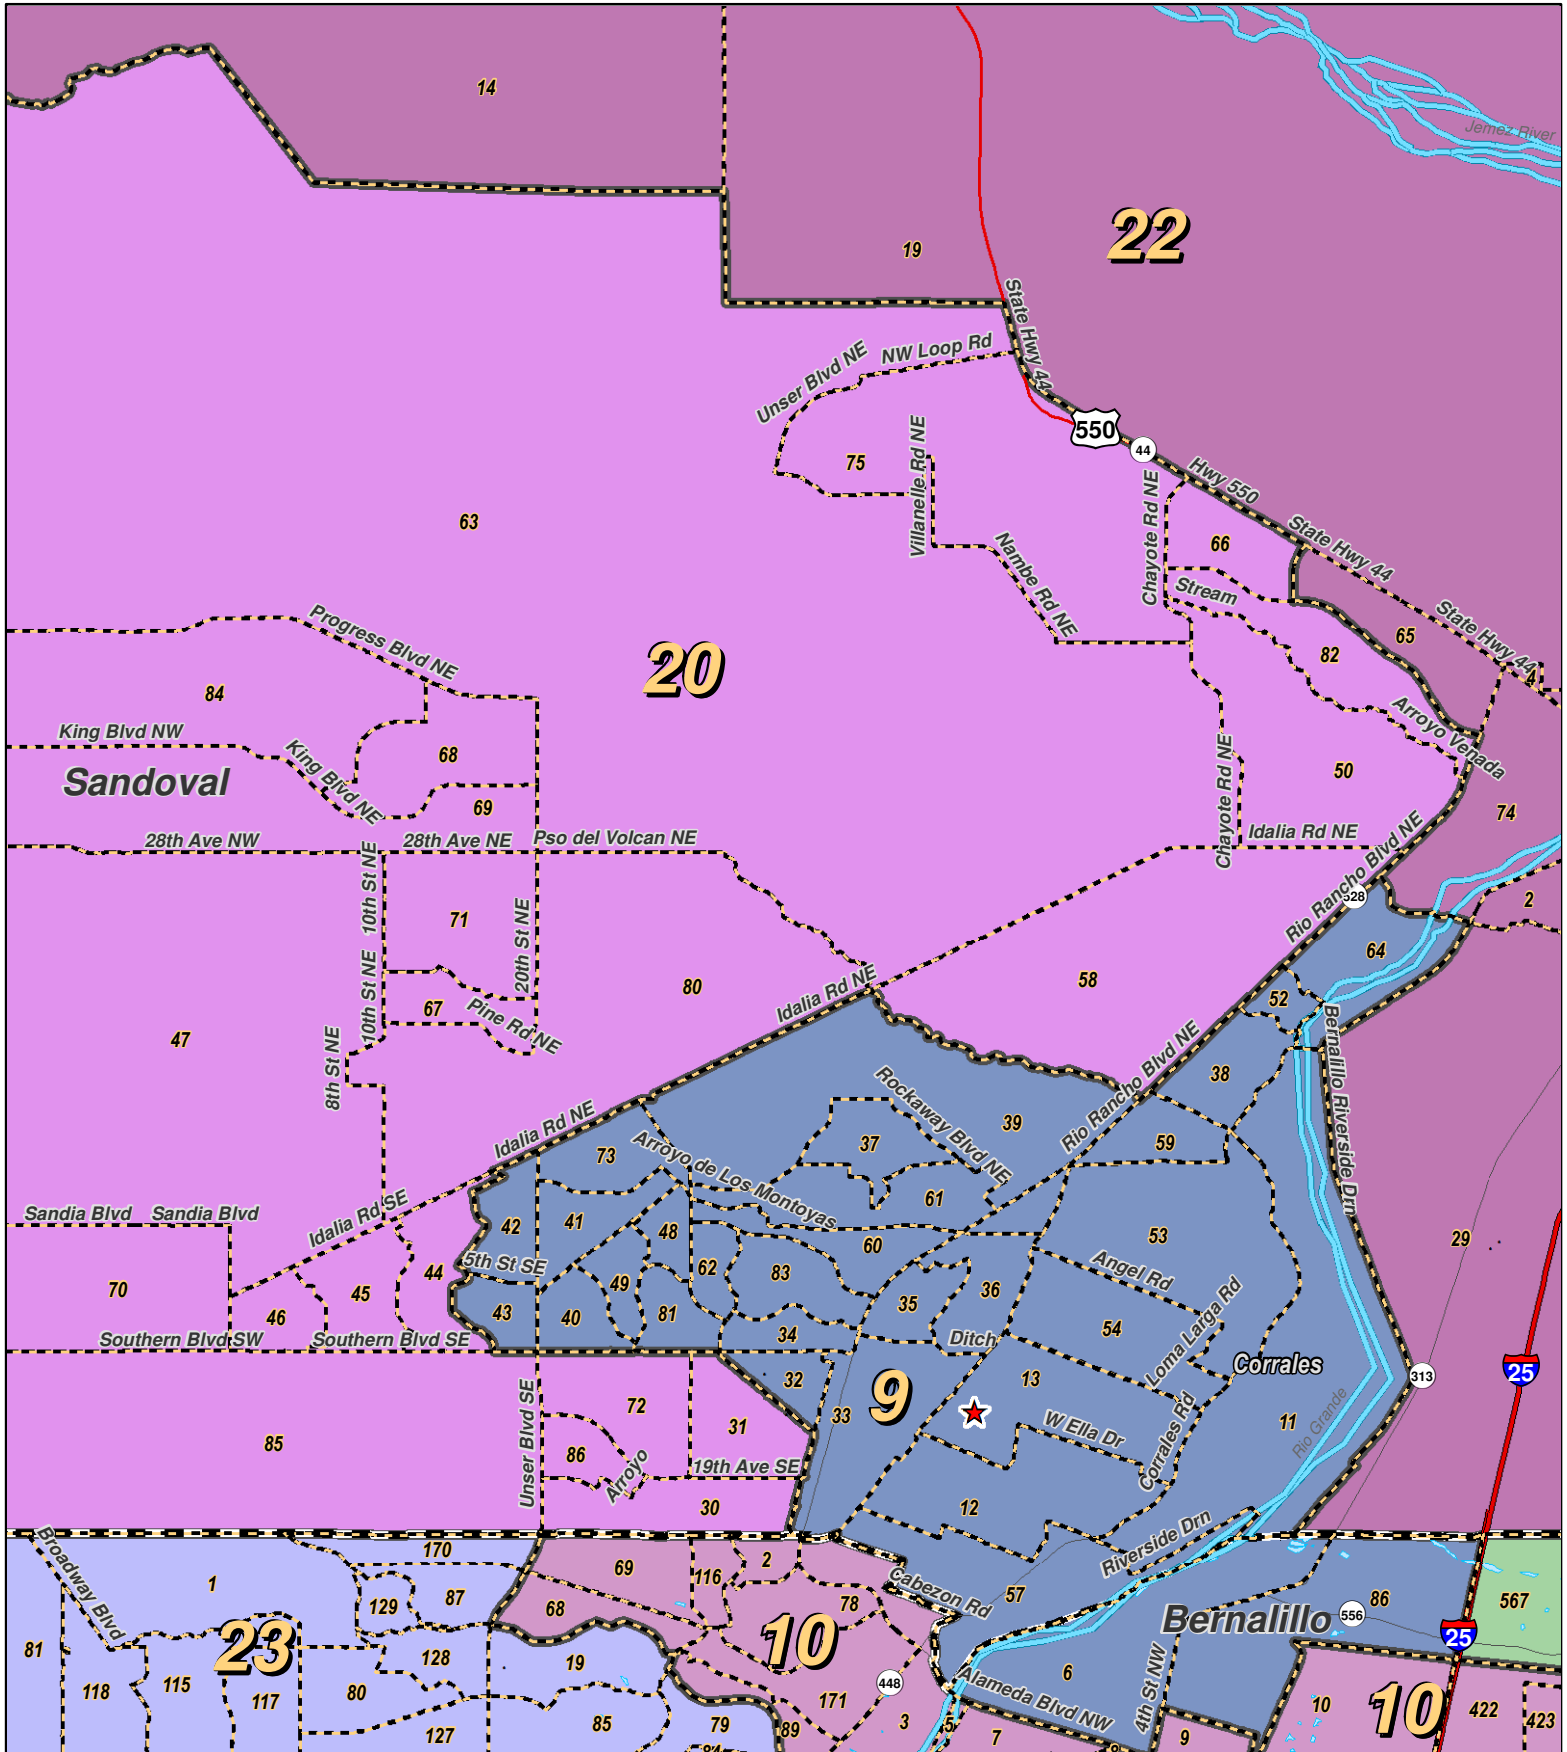 14
Jemez River
22
19
State Hwy 44
NW Loop Rd
Unser Blvd NE
550
44
75
Villanelle Rd NE
Hwy 550
Chayote Rd NE
63
66
State Hwy 44
Nambe Rd NE
Stream
State Hwy 44
65
Progress Blvd NE
82
20
4
84
Arroyo Venada
King Blvd NW
King Blvd NE
68
Chayote Rd NE
50
Sandoval
69
74
28th Ave NW
28th Ave NE
Pso del Volcan NE
Idalia Rd NE
Rio Rancho Blvd NE
10th St NE
528
2
71
20th St NE
64
80
58
Idalia Rd NE
52
67
10th St NE
Pine Rd NE
47
8th St NE
Bernalillo Riverside Drn
Rio Rancho Blvd NE
38
Rockaway Blvd NE
39
Idalia Rd NE
37
59
Arroyo de Los Montoyas
73
61
Sandia Blvd
Sandia Blvd
Idalia Rd SE
42
41
48
60
53
29
5th St SE
44
62
83
Angel Rd
49
70
45
36
35
46
43
40
81
34
54
Loma Larga Rd
Southern Blvd SW
Southern Blvd SE
Ditch
Corrales
25
313
32
13
9
Unser Blvd SE
72
33
31
W Ella Dr
Corrales Rd
11
Rio Grande
85
86
Arroyo
19th Ave SE
30
12
Riverside Drn
Broadway Blvd
170
69
116
2
Cabezon Rd
57
1
129
87
68
78
Bernalillo
556
86
567
81
23
10
25
128
19
6
4th St NW
118
115
117
80
448
Alameda Blvd NW
171
10
10
422
423
127
85
79
89
3
5
7
9
84
8